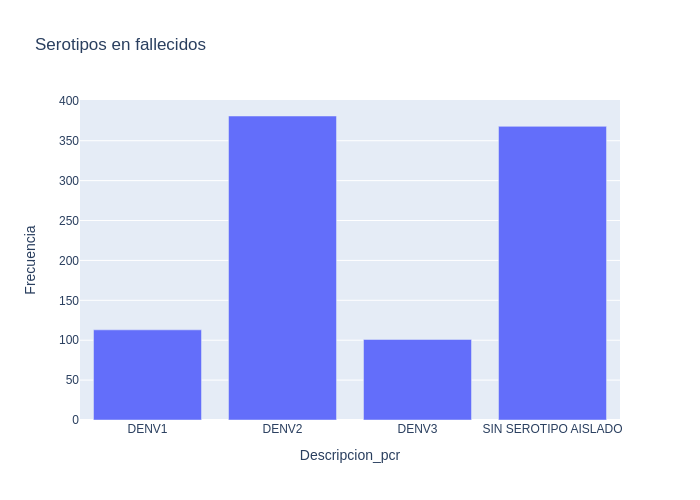 Serotipos en fallecidos
400
350
300
250
200
150
100
50
0
Frecuencia
DENV1
DENV2
DENV3
SIN SEROTIPO AISLADO
Descripcion_pcr